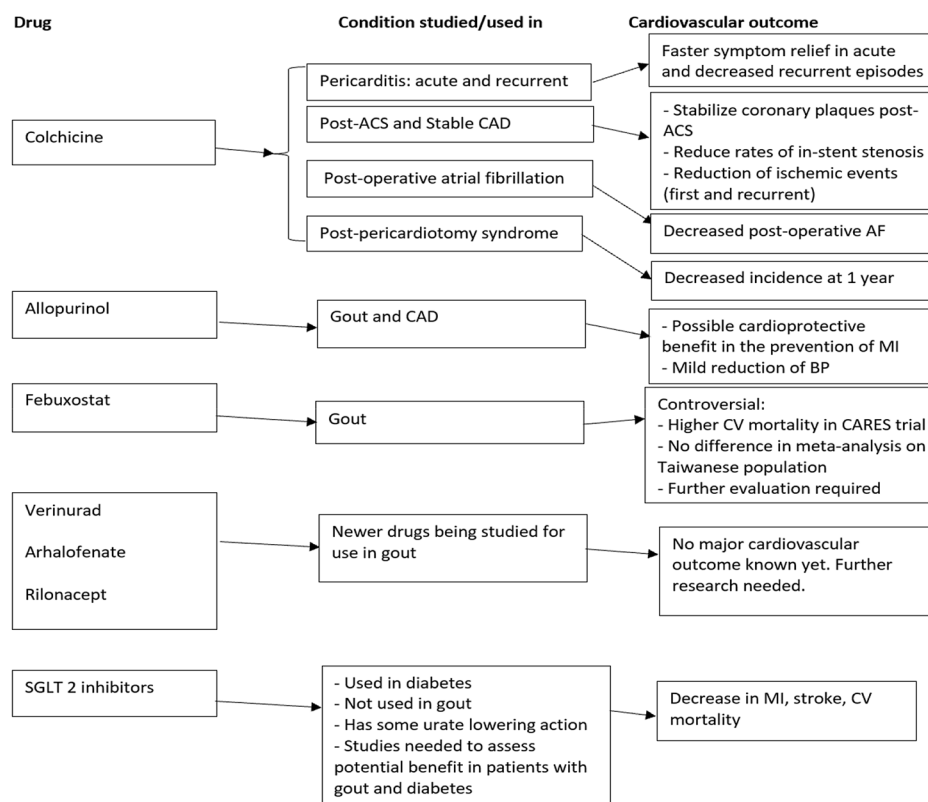 Drug
Condition studied/used in
Cardiovascular outcome
Colchicine
Pericarditis: acute and recurrent
Faster symptom relief in acute
and decreased recurrent episodes
Post-ACS and Stable CAD
- Stabilize coronary plaques post-
ACS
- Reduce rates of in-stent stenosis
- Reduction of ischemic events
(first and recurrent)
Post-operative atrial fibrillation
Decreased post-operative AF
Post-pericardiotomy syndrome
Decreased incidence at 1 year
Allopurinol
Gout and CAD
- Possible cardioprotective
benefit in the prevention of MI
- Mild reduction of BP
Febuxostat
Gout
Controversial:
- Higher CV mortality in CARES trial
- No difference in meta-analysis on
Taiwanese population
- Further evaluation required
Verinurad
Arhalofenate
Rilonacept
Newer drugs being studied for
use in gout
No major cardiovascular
outcome known yet. Further
research needed.
SGLT 2 inhibitors
- Used in diabetes
- Not used in gout
- Has some urate lowering action
- Studies needed to assess
potential benefit in patients with
gout and diabetes
Decrease in MI, stroke, CV
mortality